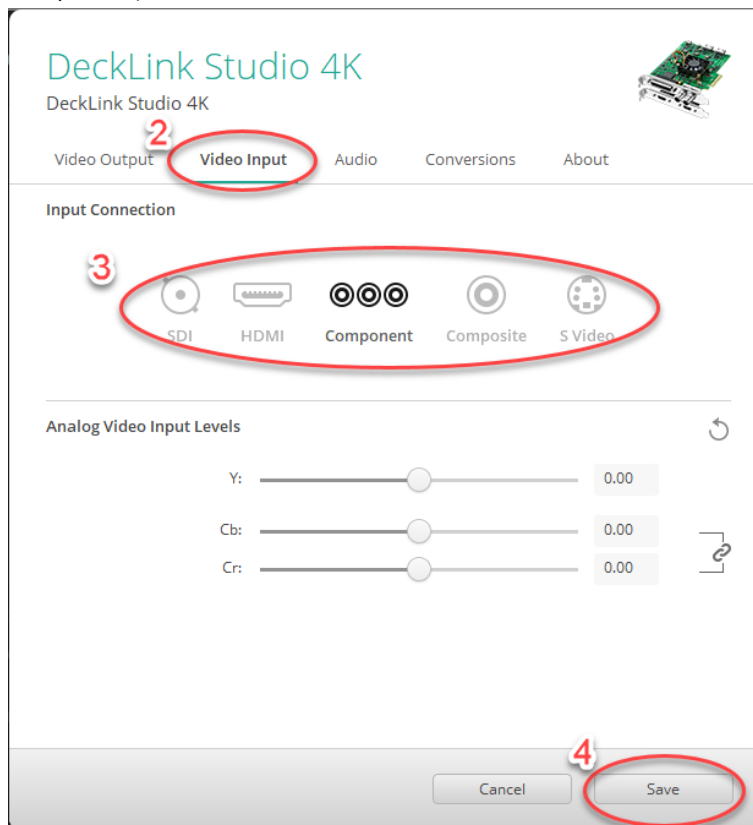 DeckLink Studio 4K
DeckLink Studio 4K
2
Video Output Video Input Audio Conversions About
Input Connection
3
SDI HDMI Component Composite S Video
Analog Video Input Levels
Y: 0.00
Cb: 0.00
Cr: 0.00
4
Cancel Save